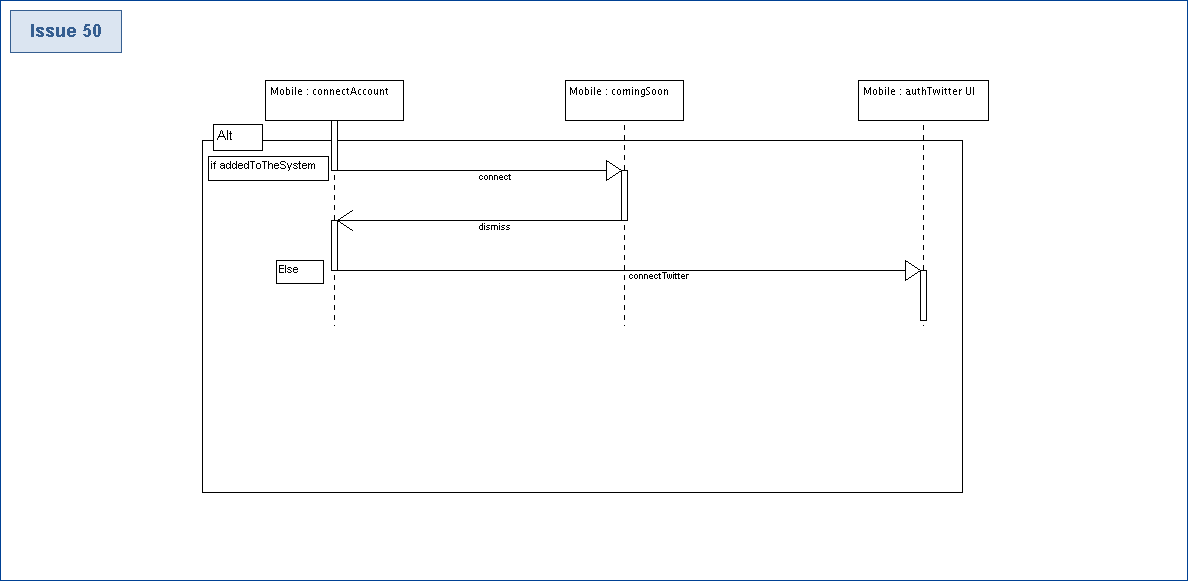 Issue 50
Mobile : connectAccount
Mobile : comingSoon
Mobile : authTwitter UI
Alt
if addedToTheSystem
connect
dismiss
Else
connectTwitter